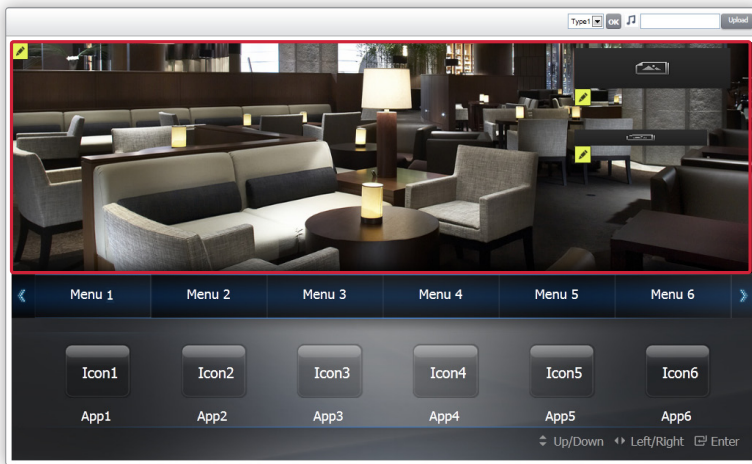 Type1 OK Upload
Menu 1 Menu 2 Menu 3 Menu 4 Menu 5 Menu 6
Icon1 Icon2 Icon3 Icon4 Icon5 Icon6
App1 App2 App3 App4 App5 App6
Up/Down Left/Right Enter